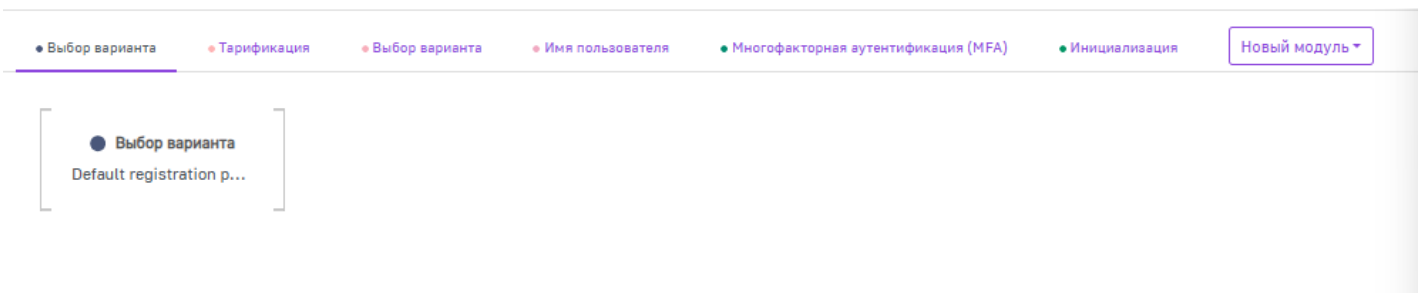 Выбор варианта Тарификация Выбор варианта Имя пользователя Многофакторная аутентификация (MFA) Инициализация Новый модуль
Выбор варианта
Default registration p...